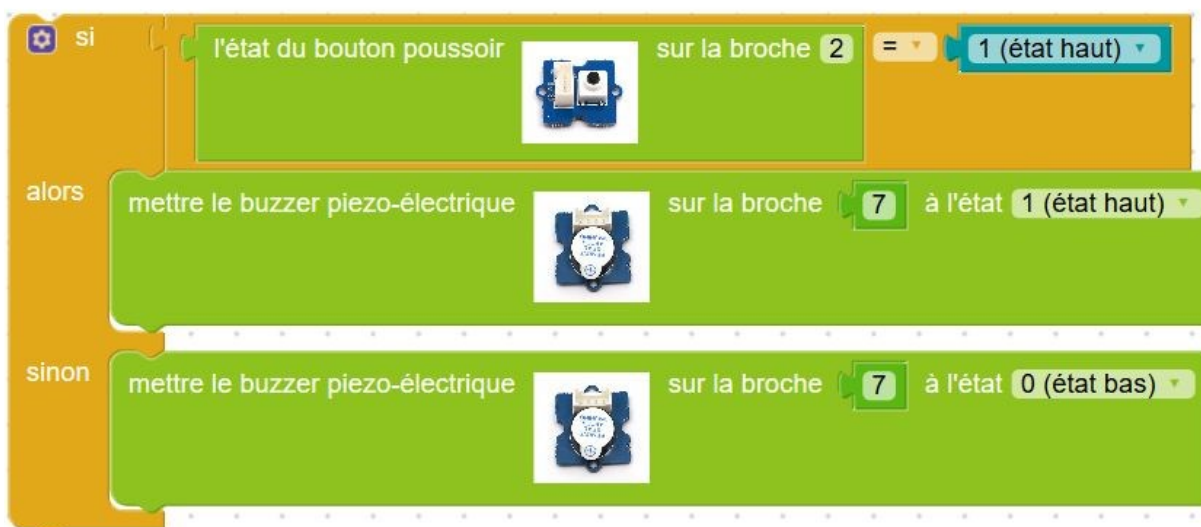 si l'état du bouton poussoir sur la broche 2 = 1 (état haut)
alors mettre le buzzer piezo-électrique sur la broche 7 à l'état 1 (état haut)
sinon mettre le buzzer piezo-électrique sur la broche 7 à l'état 0 (état bas)